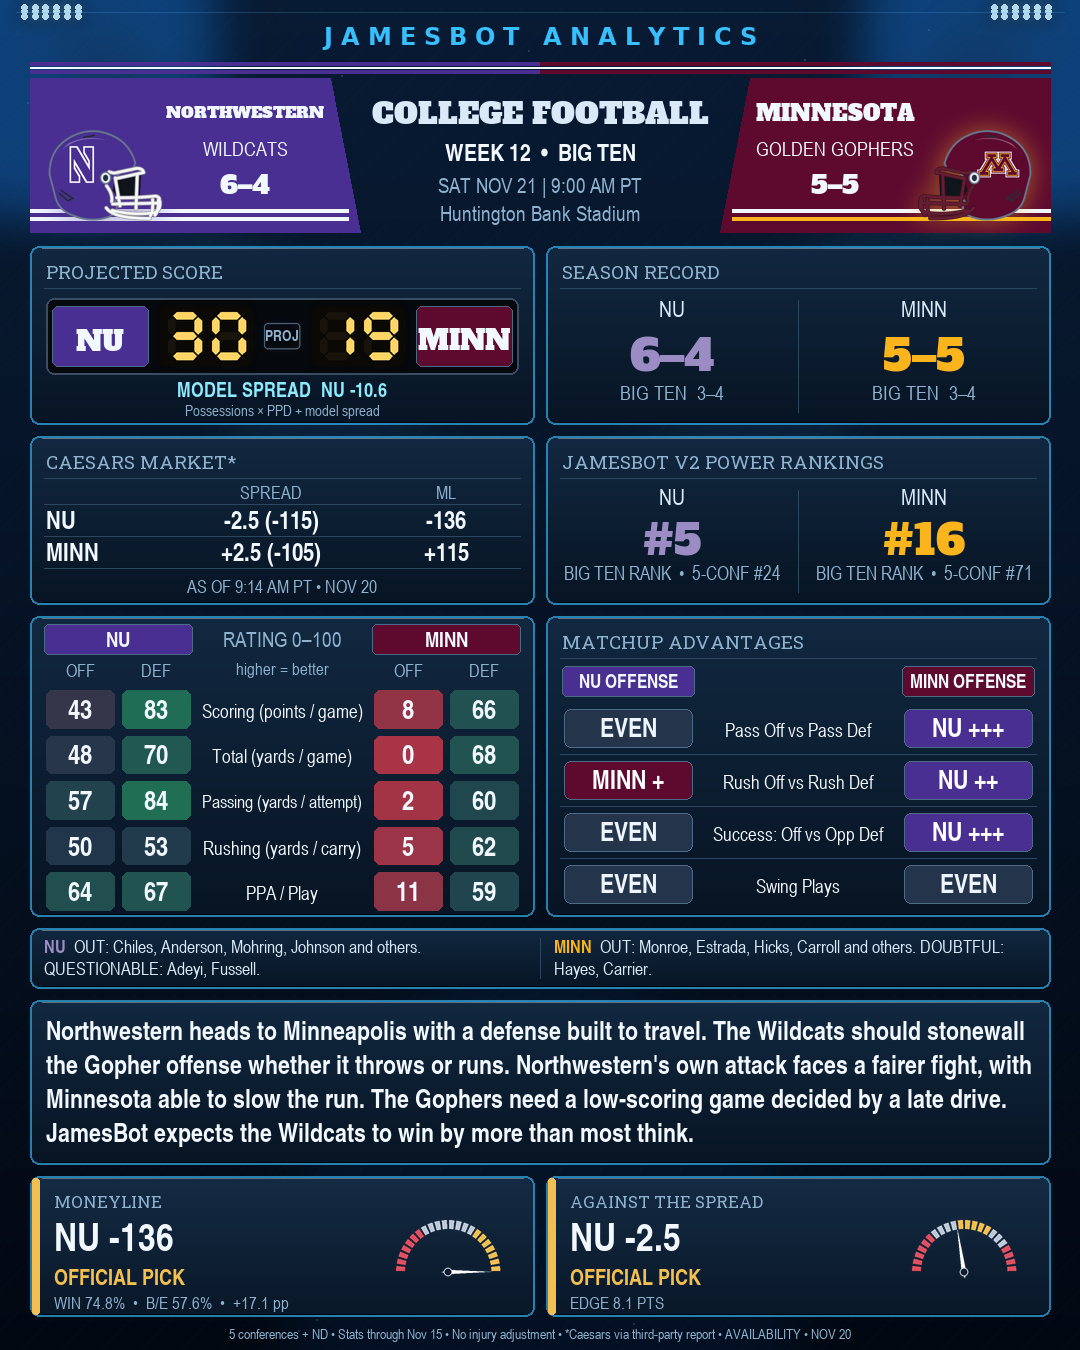 JAMESBOT ANALYTICS
NORTHWESTERN
WILDCATS
6–4
N
COLLEGE FOOTBALL
WEEK 12 • BIG TEN
SAT NOV 21 | 9:00 AM PT
Huntington Bank Stadium
MINNESOTA
GOLDEN GOPHERS
5–5
M
PROJECTED SCORE
NU 30 PROJ 19 MINN
MODEL SPREAD NU -10.6
Possessions × PPD + model spread
SEASON RECORD
NU MINN
6–4 5–5
BIG TEN 3–4 BIG TEN 3–4
CAESARS MARKET*
SPREAD ML
NU -2.5 (-115) -136
MINN +2.5 (-105) +115
AS OF 9:14 AM PT • NOV 20
JAMESBOT V2 POWER RANKINGS
NU MINN
#5 #16
BIG TEN RANK • 5-CONF #24 BIG TEN RANK • 5-CONF #71
NU RATING 0–100 MINN
OFF DEF higher = better OFF DEF
43 83 Scoring (points / game) 8 66
48 70 Total (yards / game) 0 68
57 84 Passing (yards / attempt) 2 60
50 53 Rushing (yards / carry) 5 62
64 67 PPA / Play 11 59
MATCHUP ADVANTAGES
NU OFFENSE MINN OFFENSE
EVEN Pass Off vs Pass Def NU +++
MINN + Rush Off vs Rush Def NU ++
EVEN Success: Off vs Opp Def NU +++
EVEN Swing Plays EVEN
NU OUT: Chiles, Anderson, Mohring, Johnson and others.
QUESTIONABLE: Adeyi, Fussell.
MINN OUT: Monroe, Estrada, Hicks, Carroll and others. DOUBTFUL:
Hayes, Carrier.
Northwestern heads to Minneapolis with a defense built to travel. The Wildcats should stonewall
the Gopher offense whether it throws or runs. Northwestern's own attack faces a fairer fight, with
Minnesota able to slow the run. The Gophers need a low-scoring game decided by a late drive.
JamesBot expects the Wildcats to win by more than most think.
MONEYLINE
NU -136
OFFICIAL PICK
WIN 74.8% • B/E 57.6% • +17.1 pp
AGAINST THE SPREAD
NU -2.5
OFFICIAL PICK
EDGE 8.1 PTS
5 conferences + ND • Stats through Nov 15 • No injury adjustment • *Caesars via third-party report • AVAILABILITY • NOV 20